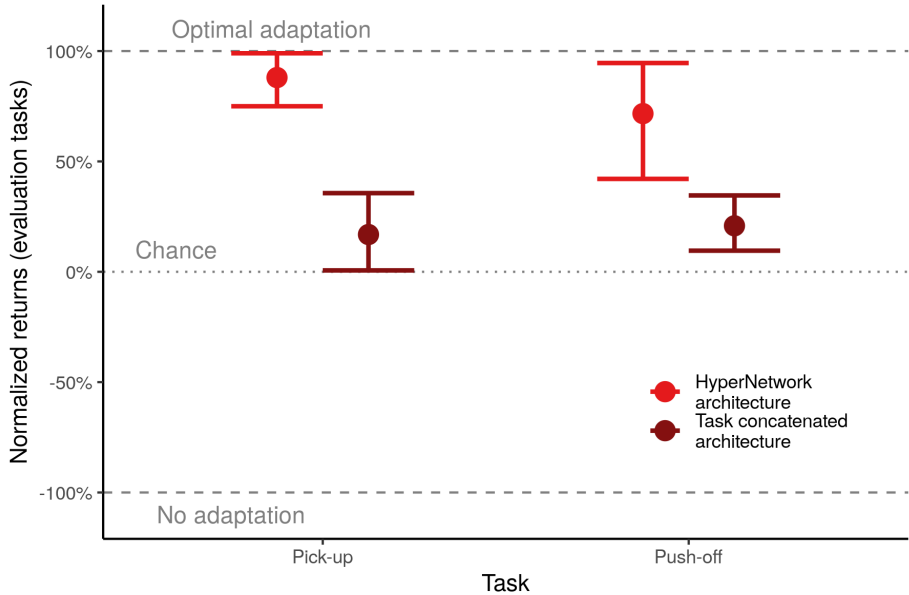 Optimal adaptation
100%
50%
Chance
0%
-50%
-100%
No adaptation
Normalized returns (evaluation tasks)
HyperNetwork
architecture
Task concatenated
architecture
Pick-up
Push-off
Task